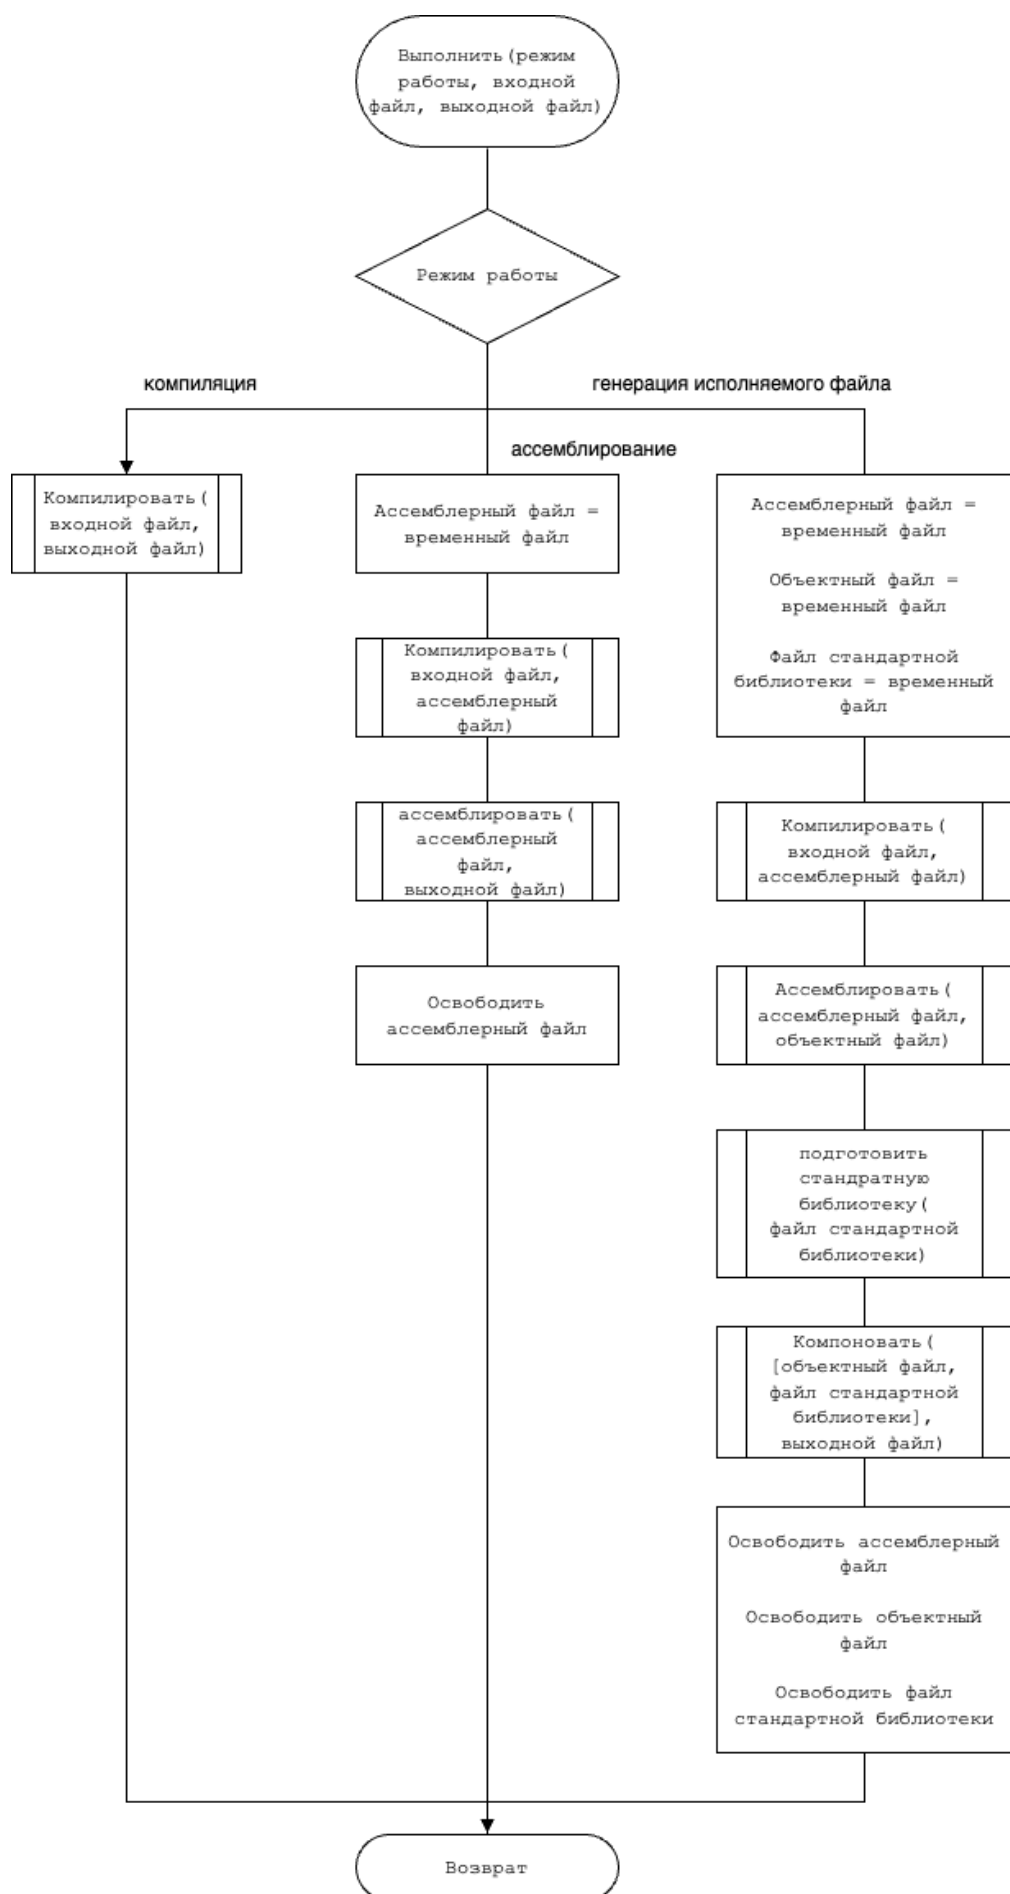 Выполнить(режим
работы, входной
файл, выходной файл)
Режим работы
компиляция
генерация исполняемого файла
ассемблирование
Компилировать(
входной файл,
выходной файл)
Ассемблерный файл =
временный файл
Компилировать(
входной файл,
ассемблерный
файл)
ассемблировать(
ассемблерный
файл,
выходной файл)
Освободить
ассемблерный файл
Ассемблерный файл =
временный файл
Объектный файл =
временный файл
Файл стандартной
библиотеки = временный
файл
Компилировать(
входной файл,
ассемблерный файл)
Ассемблировать(
ассемблерный файл,
объектный файл)
подготовить
стандратную
библиотеку(
файл стандартной
библиотеки)
Компоновать(
[объектный файл,
файл стандартной
библиотеки],
выходной файл)
Освободить ассемблерный
файл
Освободить объектный
файл
Освободить файл
стандартной библиотеки
Возврат